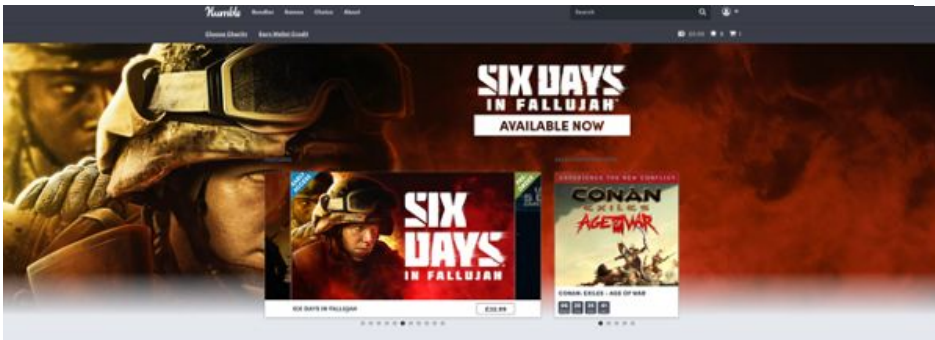 Humble Bundles Games Choice About Search
Choose Charity Earn Wallet Credit
SIX DAYS
IN FALLUJAH
AVAILABLE NOW
EARLY ACCESS
SIX
DAYS
IN FALLUJAH
SIX DAYS IN FALLUJAH
EXPERIENCE THE NEW CONFLICT
CONAN
EXILES
AGE OF WAR
CONAN: EXILES - AGE OF WAR